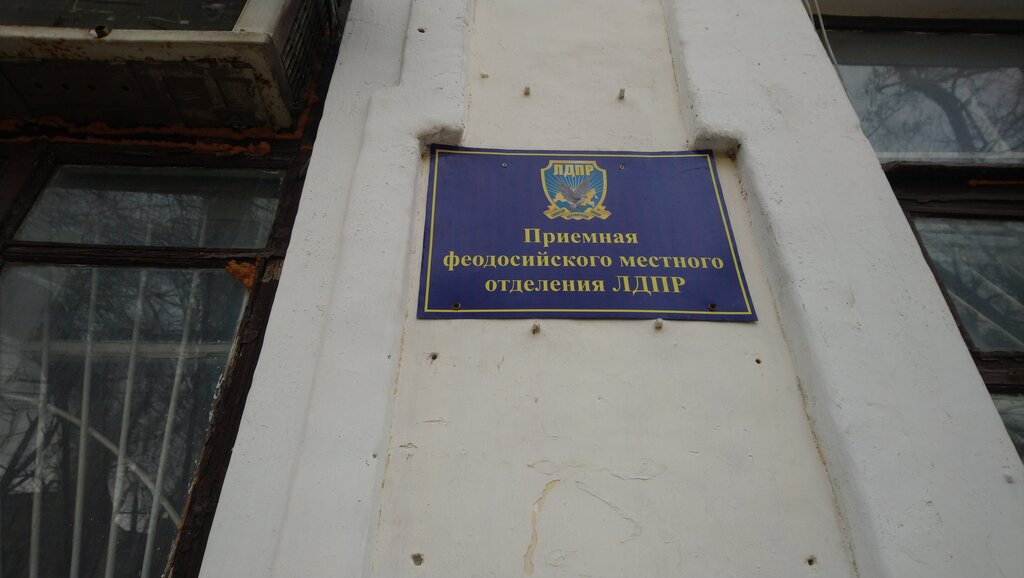 ЛДПР
Приемная
феодосийского местного
отделения ЛДПР